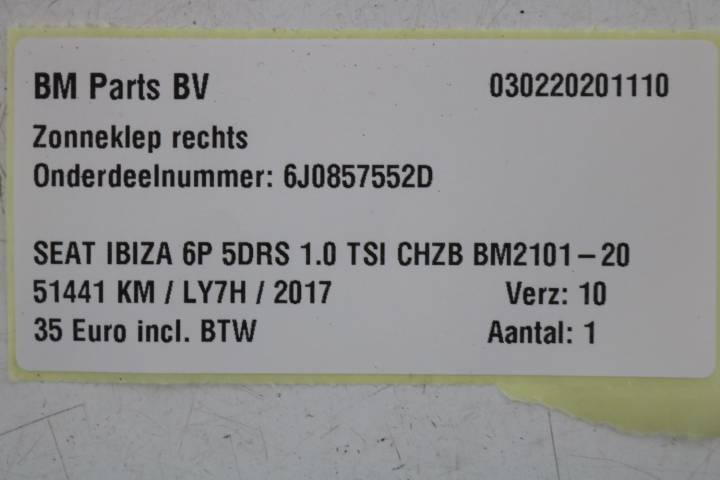 BM Parts BV 030220201110
Zonneklep rechts
Onderdeelnummer: 6J0857552D
SEAT IBIZA 6P 5DRS 1.0 TSI CHZB BM2101-20
51441 KM / LY7H / 2017 Verz: 10
35 Euro incl. BTW Aantal: 1